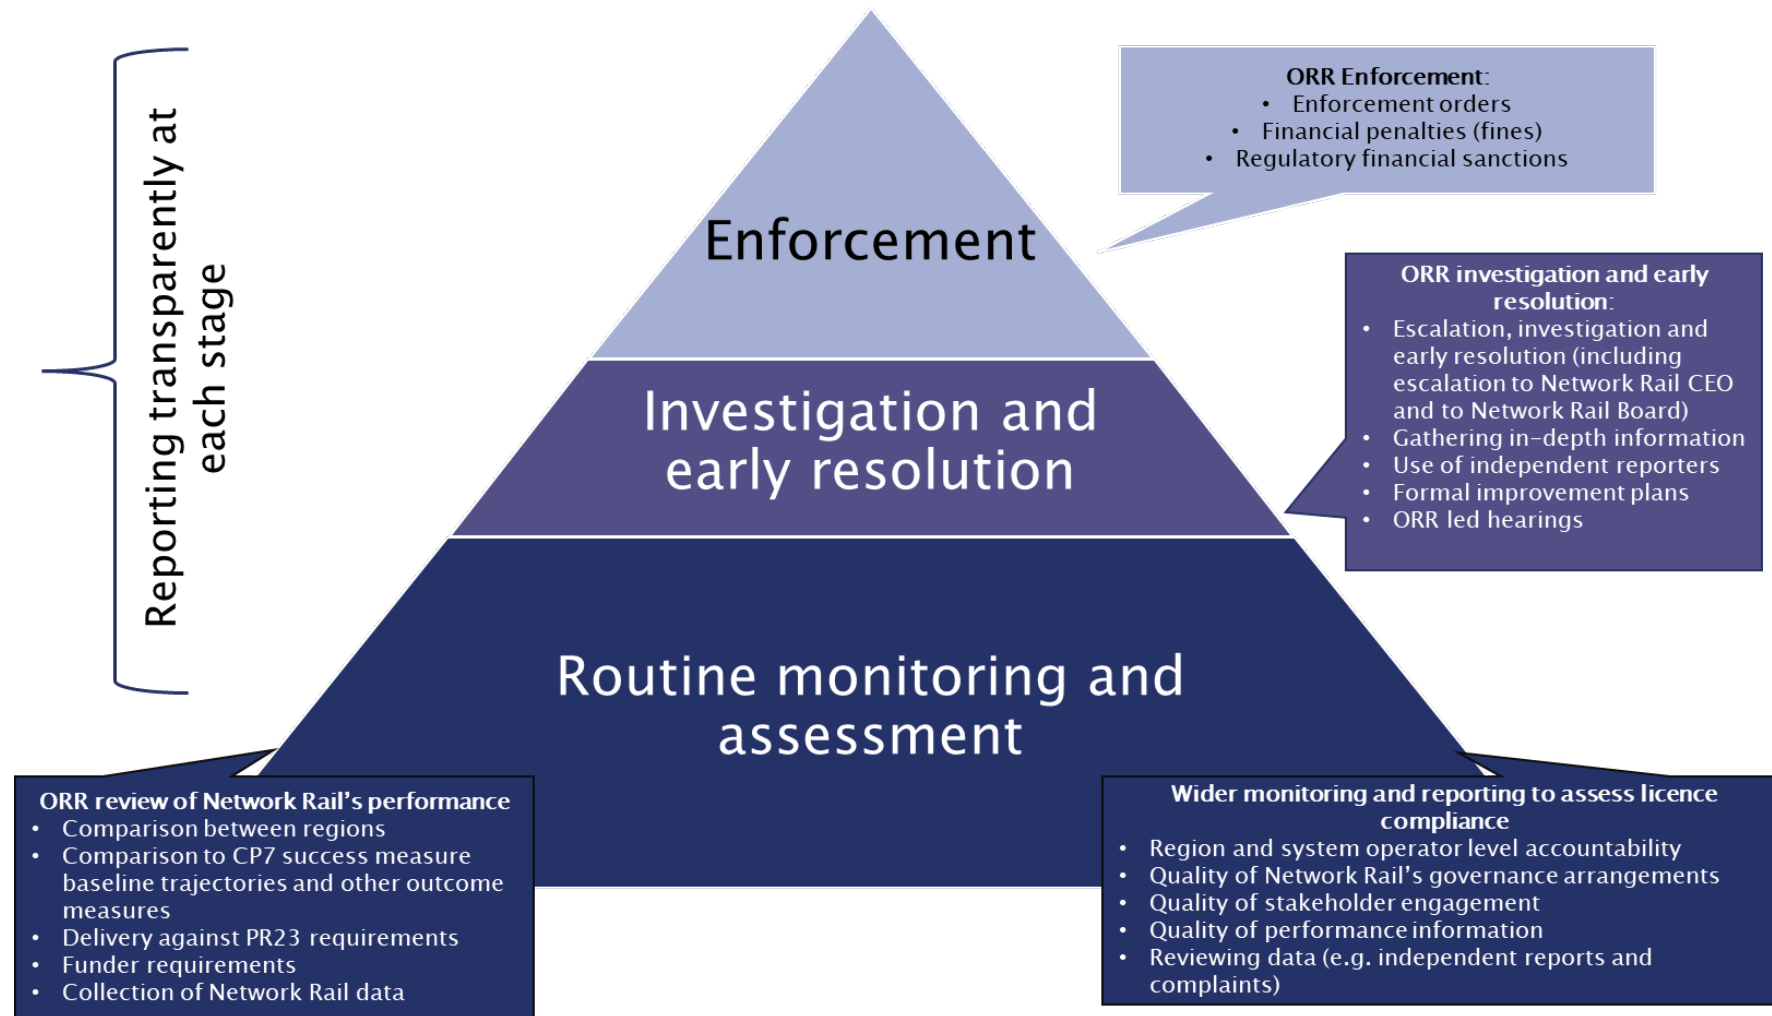 Reporting transparently at
each stage
Enforcement
Investigation and
early resolution
Routine monitoring and
assessment
ORR Enforcement:
• Enforcement orders
• Financial penalties (fines)
• Regulatory financial sanctions
ORR investigation and early
resolution:
• Escalation, investigation and
early resolution (including
escalation to Network Rail CEO
and to Network Rail Board)
• Gathering in-depth information
• Use of independent reporters
• Formal improvement plans
• ORR led hearings
ORR review of Network Rail’s performance
• Comparison between regions
• Comparison to CP7 success measure
baseline trajectories and other outcome
measures
• Delivery against PR23 requirements
• Funder requirements
• Collection of Network Rail data
Wider monitoring and reporting to assess licence
compliance
• Region and system operator level accountability
• Quality of Network Rail’s governance arrangements
• Quality of stakeholder engagement
• Quality of performance information
• Reviewing data (e.g. independent reports and
complaints)